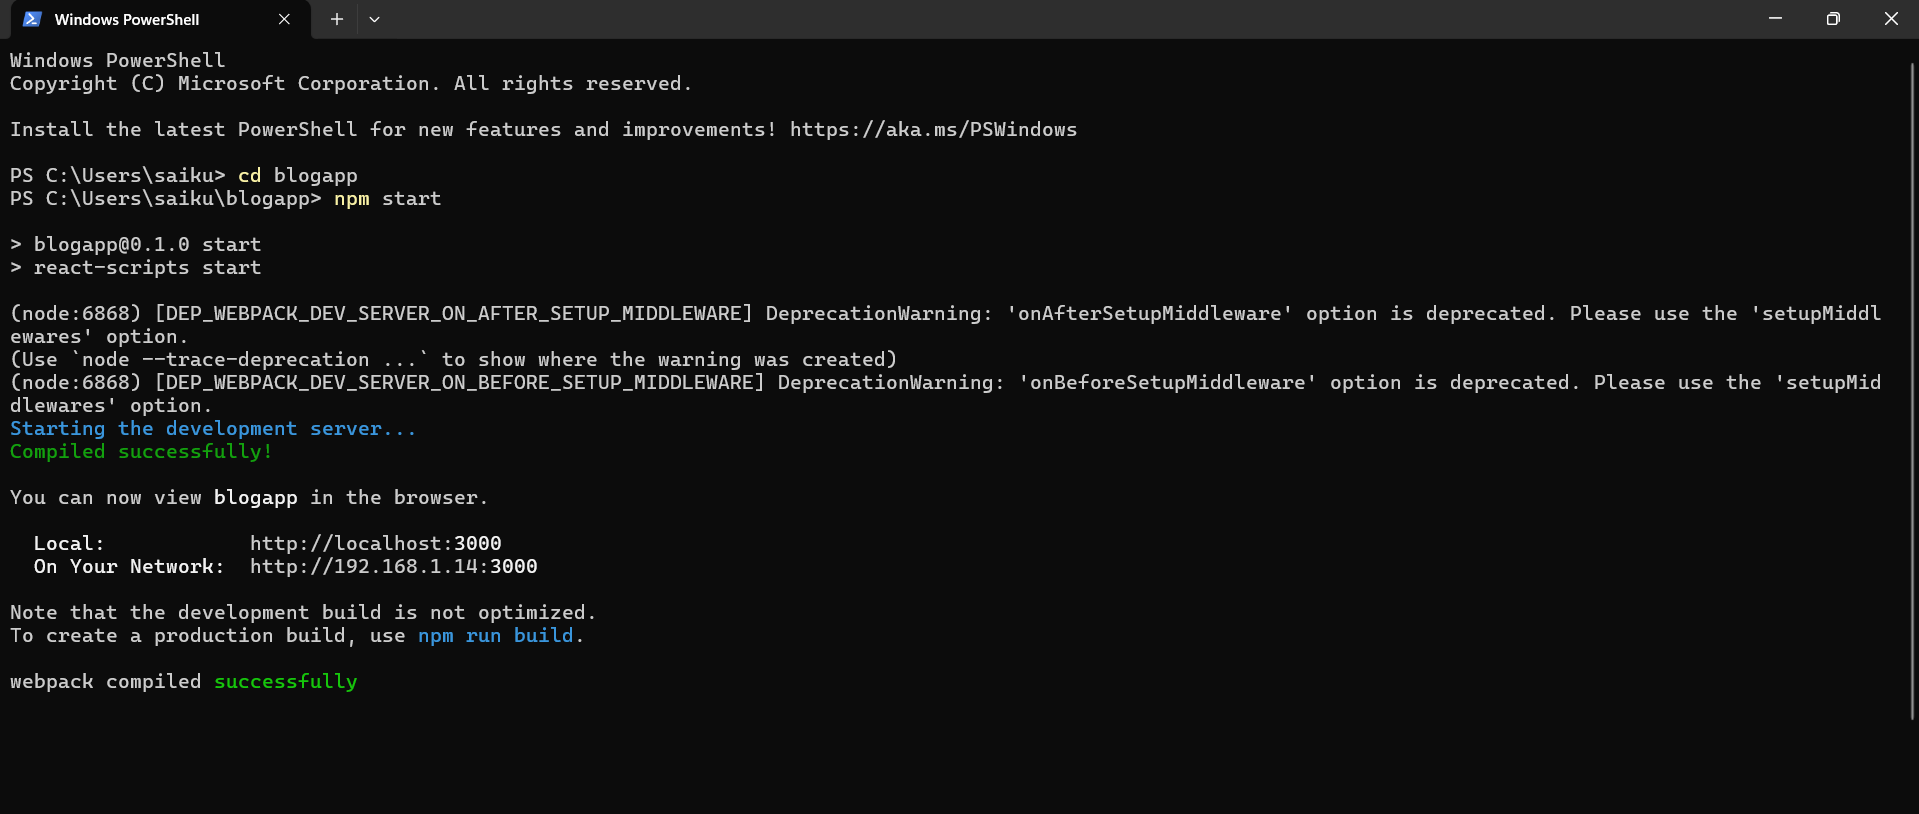 Windows PowerShell
Windows PowerShell
Copyright (C) Microsoft Corporation. All rights reserved.
Install the latest PowerShell for new features and improvements! https://aka.ms/PSWindows
PS C:\Users\saiku> cd blogapp
PS C:\Users\saiku\blogapp> npm start
> blogapp@0.1.0 start
> react-scripts start
(node:6868) [DEP_WEBPACK_DEV_SERVER_ON_AFTER_SETUP_MIDDLEWARE] DeprecationWarning: 'onAfterSetupMiddleware' option is deprecated. Please use the 'setupMiddl
ewares' option.
(Use `node --trace-deprecation ...` to show where the warning was created)
(node:6868) [DEP_WEBPACK_DEV_SERVER_ON_BEFORE_SETUP_MIDDLEWARE] DeprecationWarning: 'onBeforeSetupMiddleware' option is deprecated. Please use the 'setupMid
dlewares' option.
Starting the development server...
Compiled successfully!
You can now view blogapp in the browser.
Local: http://localhost:3000
On Your Network: http://192.168.1.14:3000
Note that the development build is not optimized.
To create a production build, use npm run build.
webpack compiled successfully